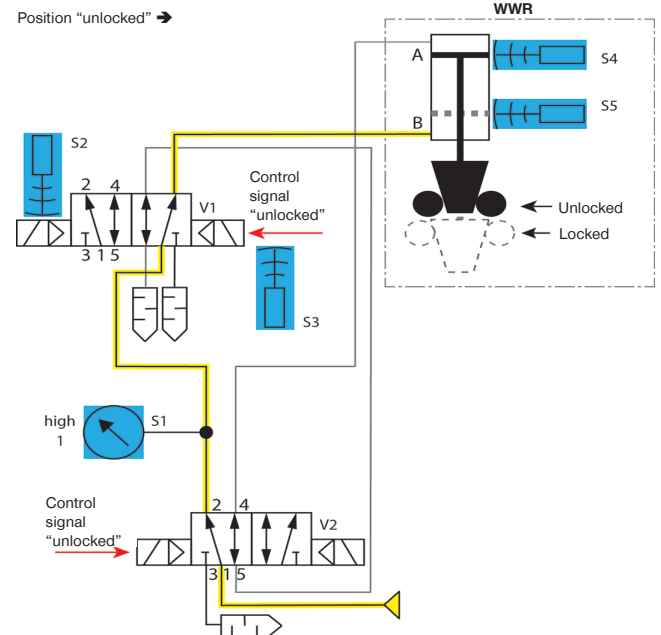 WWR
Position “unlocked” ➔
A
S4
S5
B
S2
Control
signal
“unlocked”
2 4
V1
Unlocked
Locked
3 1 5
S3
high
1
S1
Control
signal
“unlocked”
2 4
V2
3 1 5